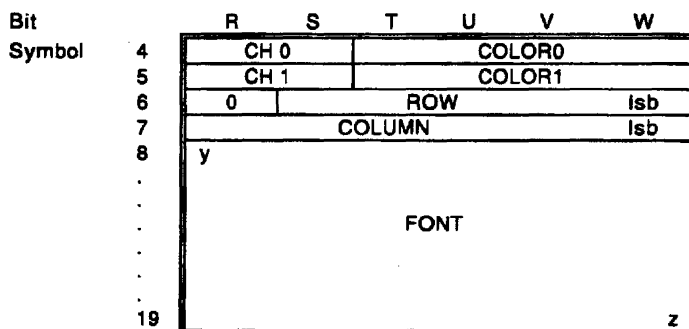 Bit R S T U V W
Symbol 4 CH 0 COLOR0
5 CH 1 COLOR1
6 0 ROW lsb
7 COLUMN lsb
8 y
.
.
. FONT
.
.
.
19 z